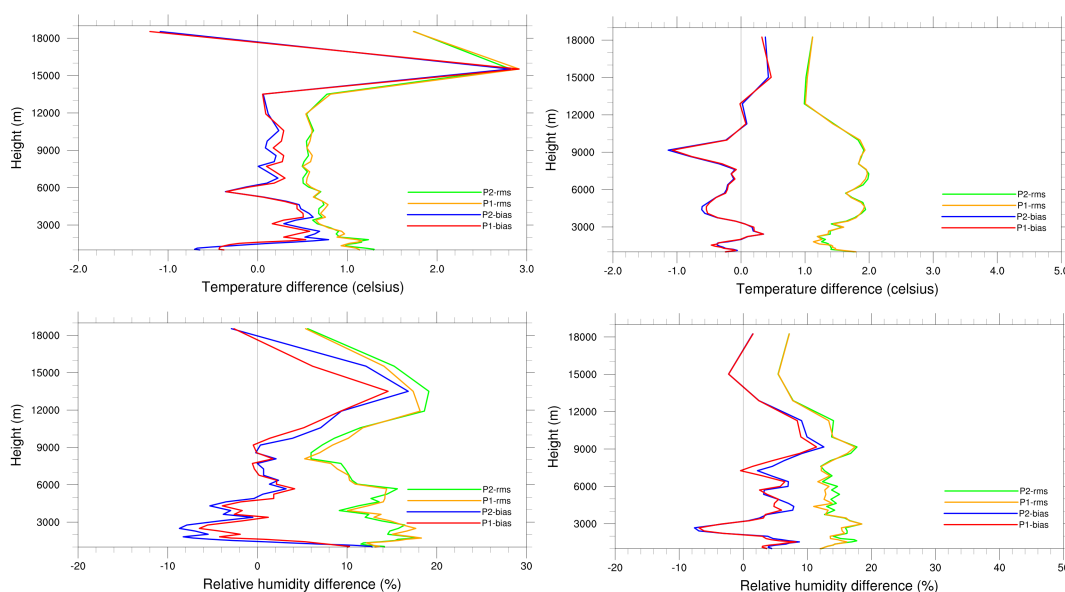 18000
15000
12000
9000
6000
3000
Height (m)
P2-rms
P1-rms
P2-bias
P1-bias
-2.0 -1.0 0.0 1.0 2.0 3.0
Temperature difference (celsius)
18000
15000
12000
9000
6000
3000
Height (m)
P2-rms
P1-rms
P2-bias
P1-bias
-2.0 -1.0 0.0 1.0 2.0 3.0 4.0 5.0
Temperature difference (celsius)
18000
15000
12000
9000
6000
3000
Height (m)
P2-rms
P1-rms
P2-bias
P1-bias
-20 -10 0 10 20 30
Relative humidity difference (%)
18000
15000
12000
9000
6000
3000
Height (m)
P2-rms
P1-rms
P2-bias
P1-bias
-20 -10 0 10 20 30 40 50
Relative humidity difference (%)